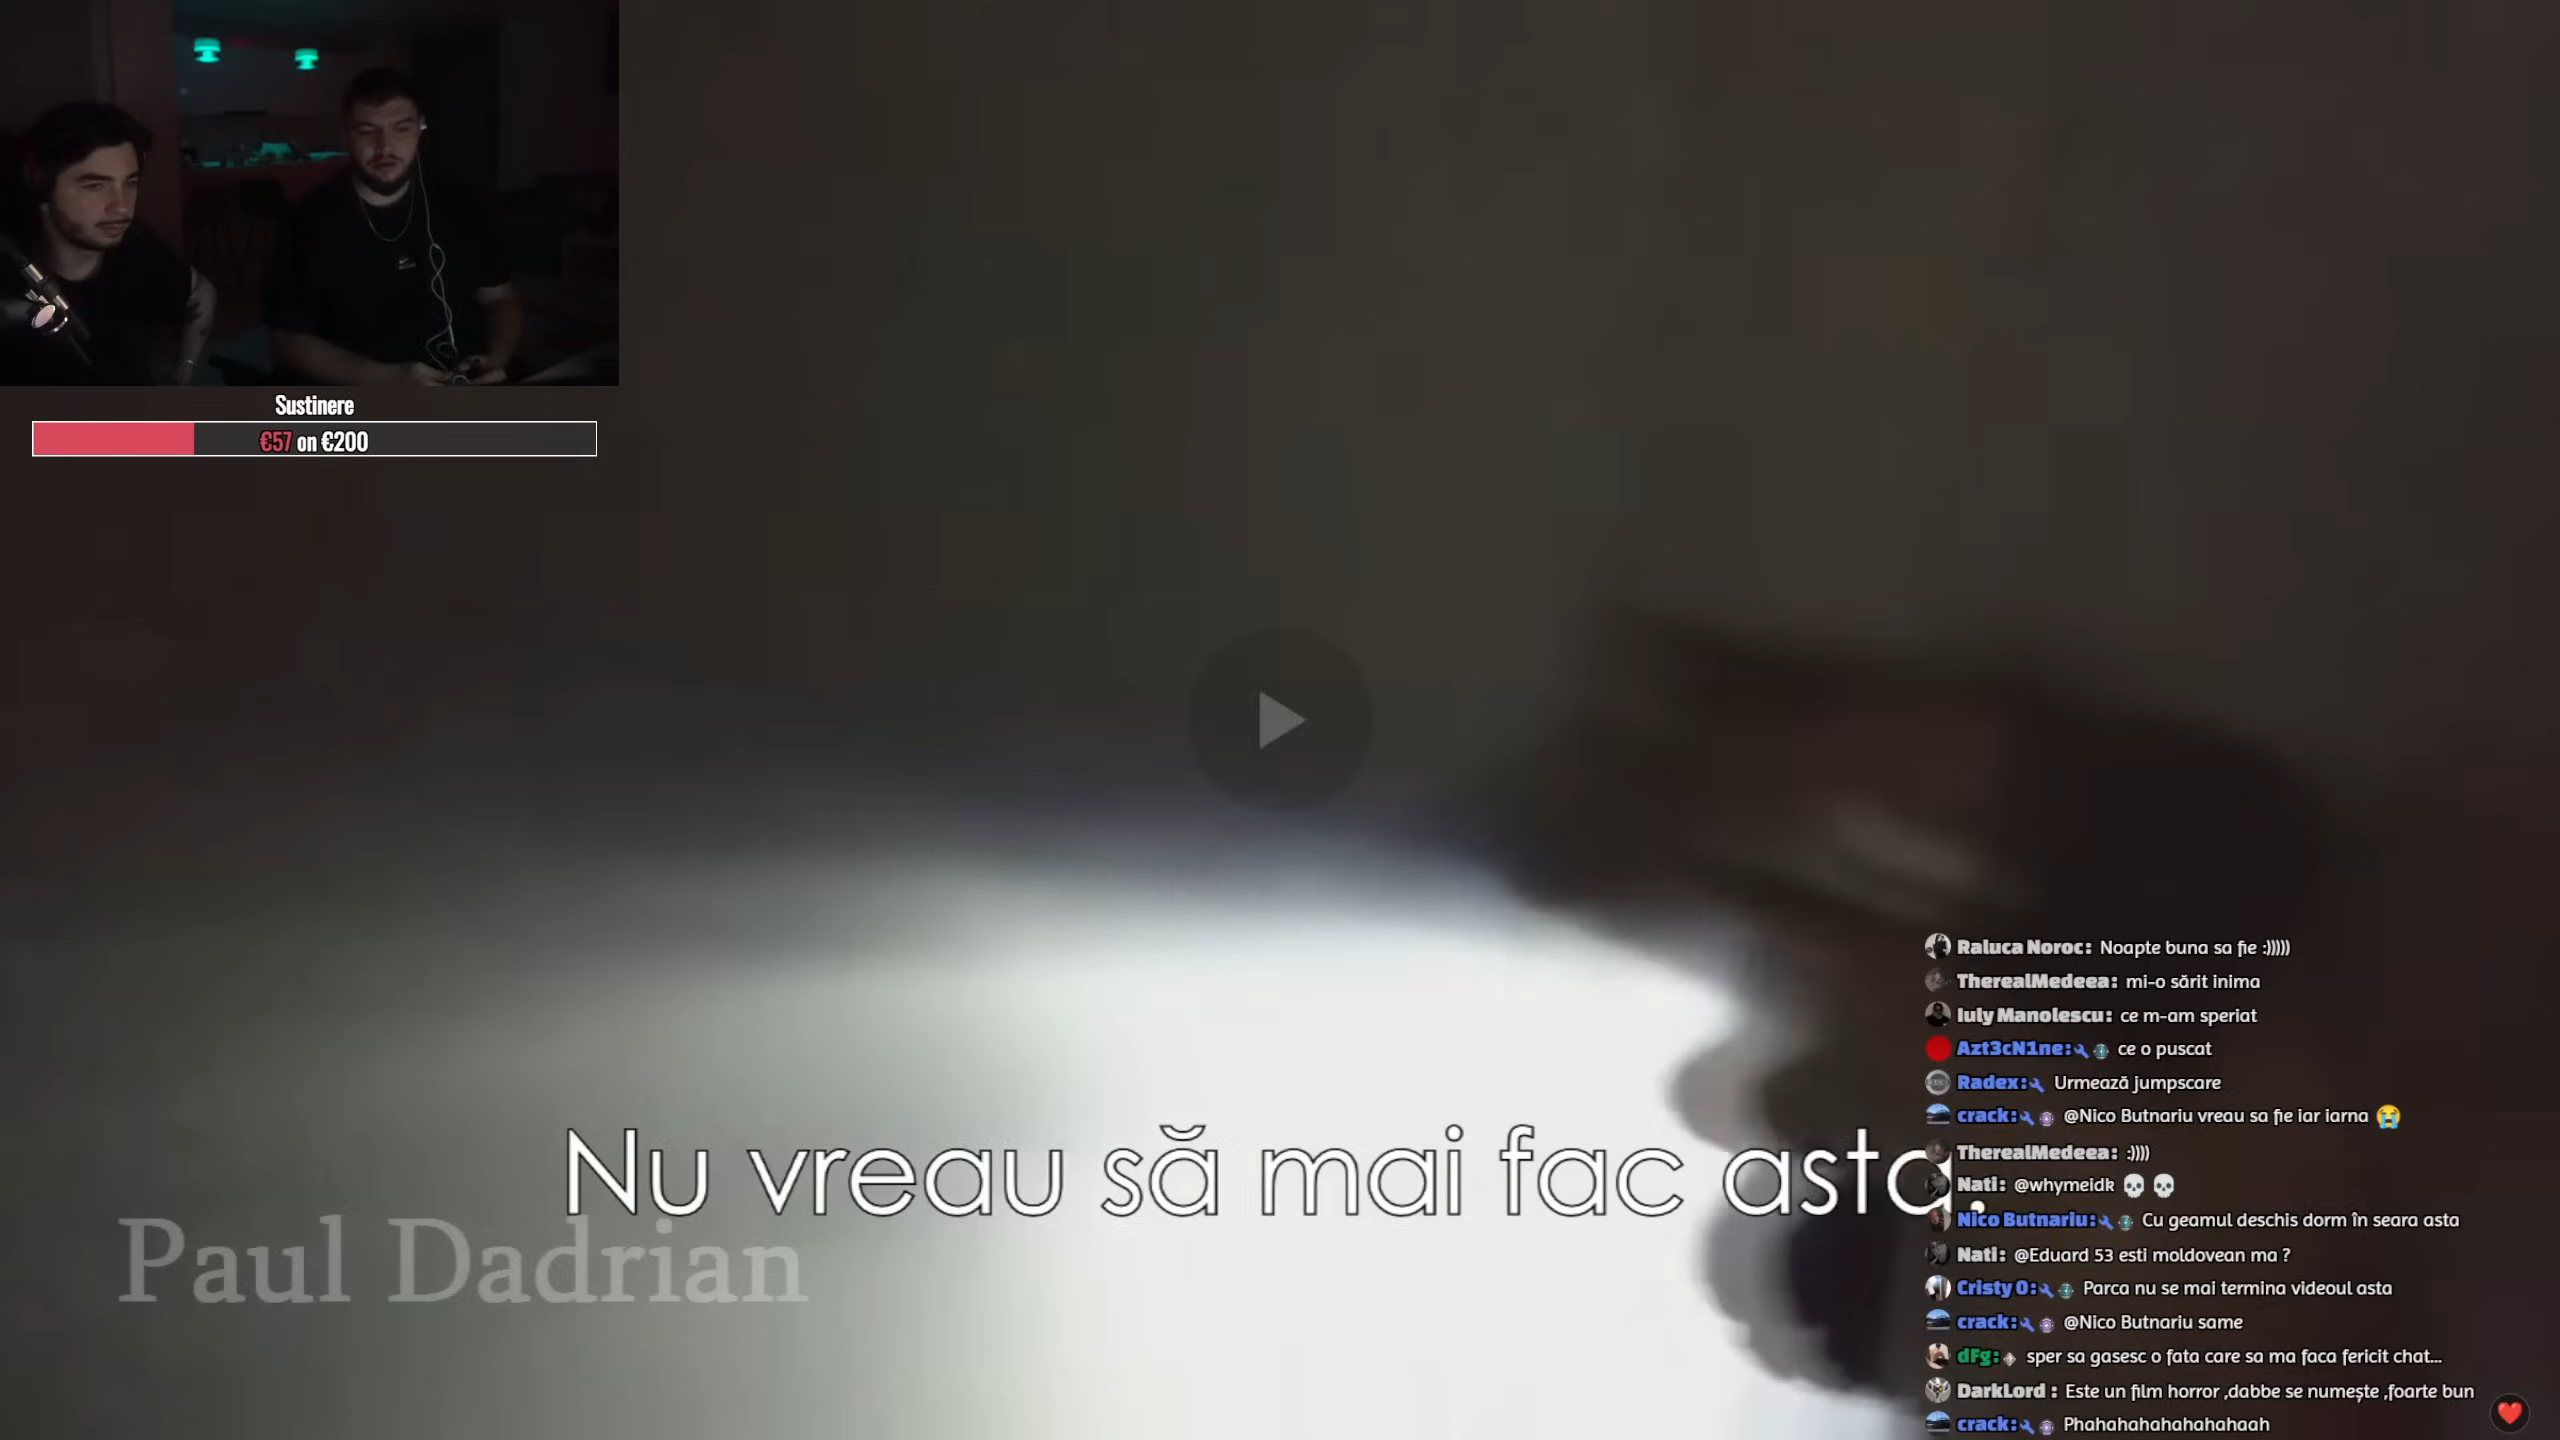 Sustinere
€57 on €200
Raluca Noroc: Noapte buna sa fie :)))))
TherealMedeea: mi-o sărit inima
Iuly Manolescu: ce m-am speriat
Azt3cN1ne: ce o puscat
Radex: Urmează jumpscare
crack: @Nico Butnariu vreau sa fie iar iarna 😭
TherealMedeea: :))))
Nati: @whymeidk 💀 💀
Nu vreau să mai fac asta.
Nico Butnariu: Cu geamul deschis dorm în seara asta
Paul Dadrian
Nati: @Eduard 53 esti moldovean ma ?
Cristy O: Parca nu se mai termina videoul asta
crack: @Nico Butnariu same
dFg: sper sa gasesc o fata care sa ma faca fericit chat...
DarkLord : Este un film horror ,dabbe se numește ,foarte bun
crack: Phahahahahahahahaah